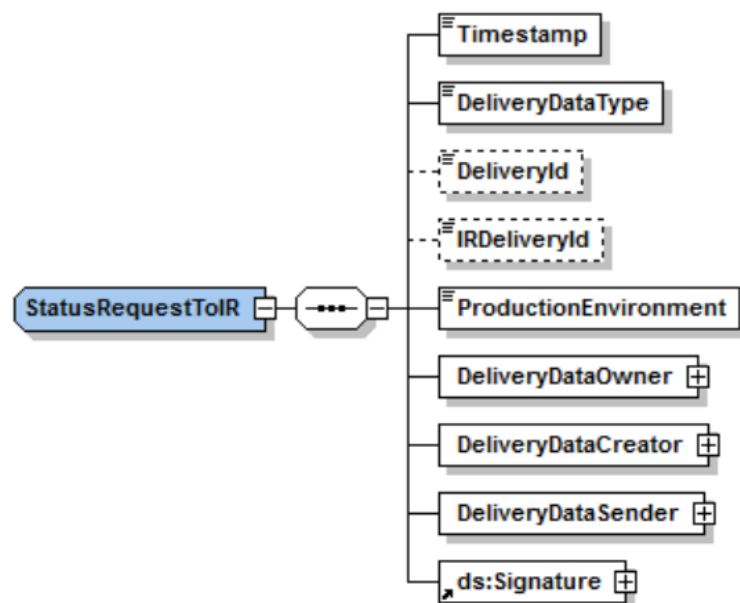 Timestamp
DeliveryDataType
DeliveryId
IRDeliveryId
StatusRequestToIR
ProductionEnvironment
DeliveryDataOwner
DeliveryDataCreator
DeliveryDataSender
ds:Signature